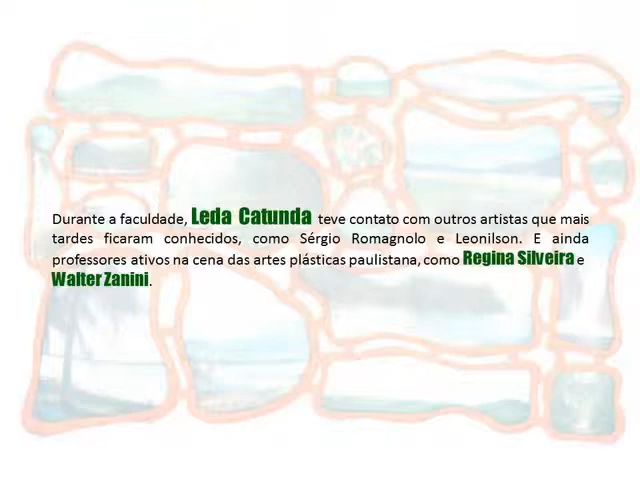 Durante a faculdade, Leda Catunda teve contato com outros artistas que mais
tardes ficaram conhecidos, como Sérgio Romagnolo e Leonilson. E ainda
professores ativos na cena das artes plásticas paulistana, como Regina Silveira e
Walter Zanini.